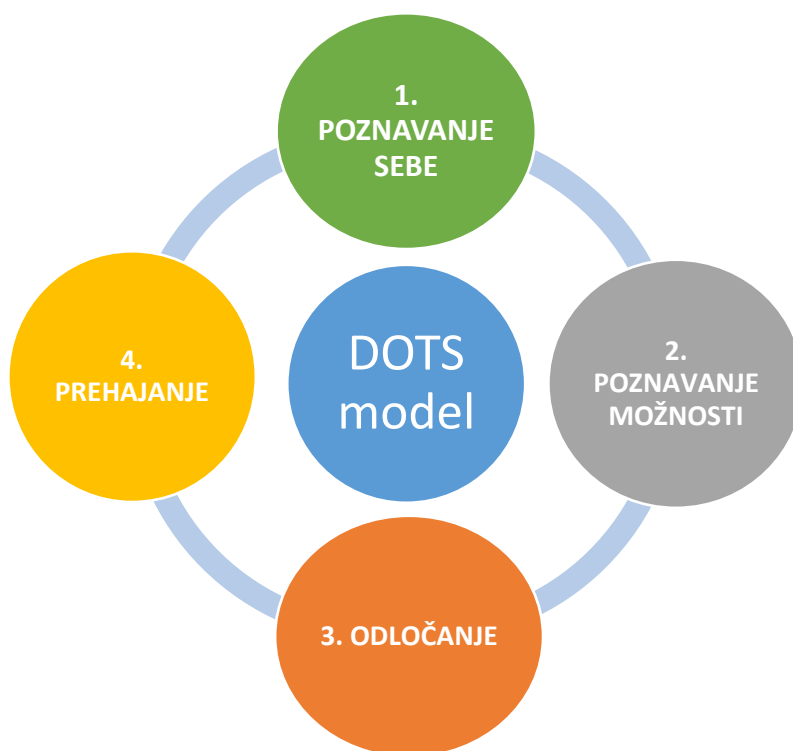 1.
POZNAVANJE
SEBE
DOTS
model
2.
POZNAVANJE
MOŽNOSTI
4.
PREHAJANJE
3. ODLOČANJE